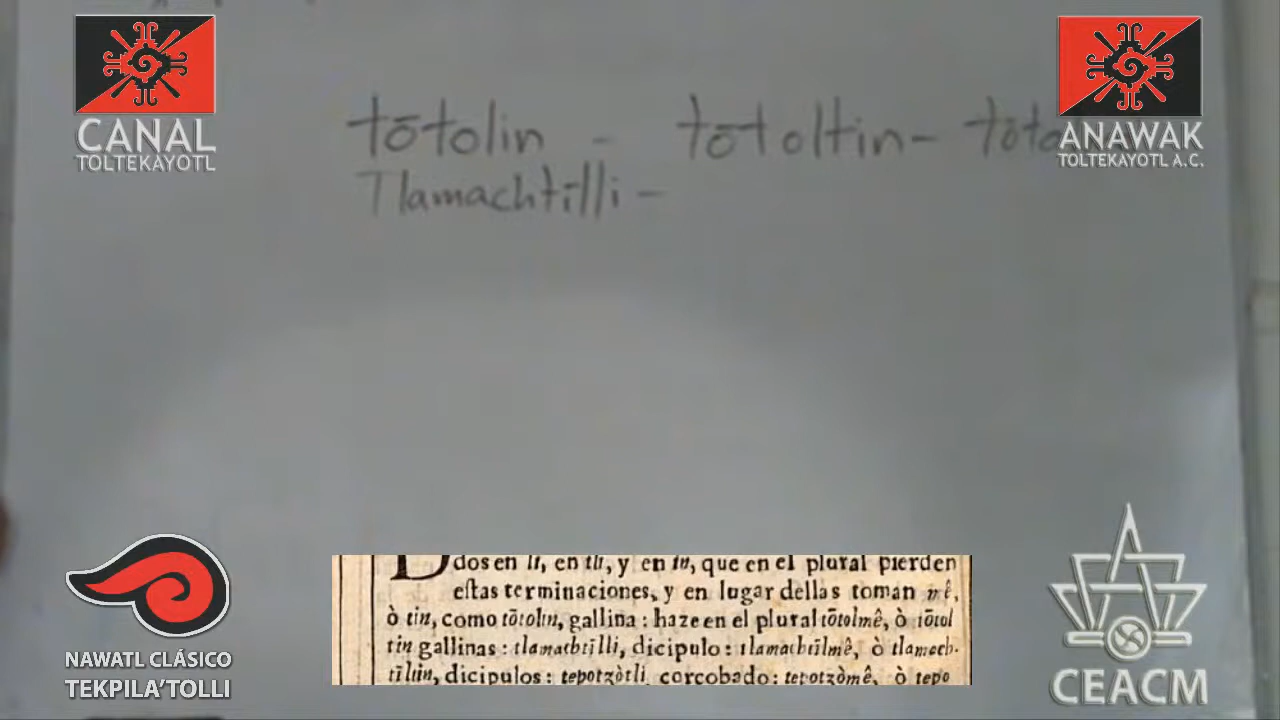 CANAL
TOLTEKAYOTL
ANAWAK
TOLTEKAYOTL A.C.
tōtolin - tōtoltin-
Tlamachtilli -
dos en li, en tli, y en in, que en el plural pierden
eſtas terminaciones, y en lugar dellas toman mê,
ò tin, como tōtolin, gallina: haze en el plural tōtolmê, ò tōtol
tin gallinas: tlamachtīlli, dicipulo: tlamachtīlmê, ò tlamach-
tīltin, dicipulos: tepotzòtli, corcobado: tepotzòmê, ò tepo
NAWATL CLÁSICO
TEKPILA'TOLLI
CEACM